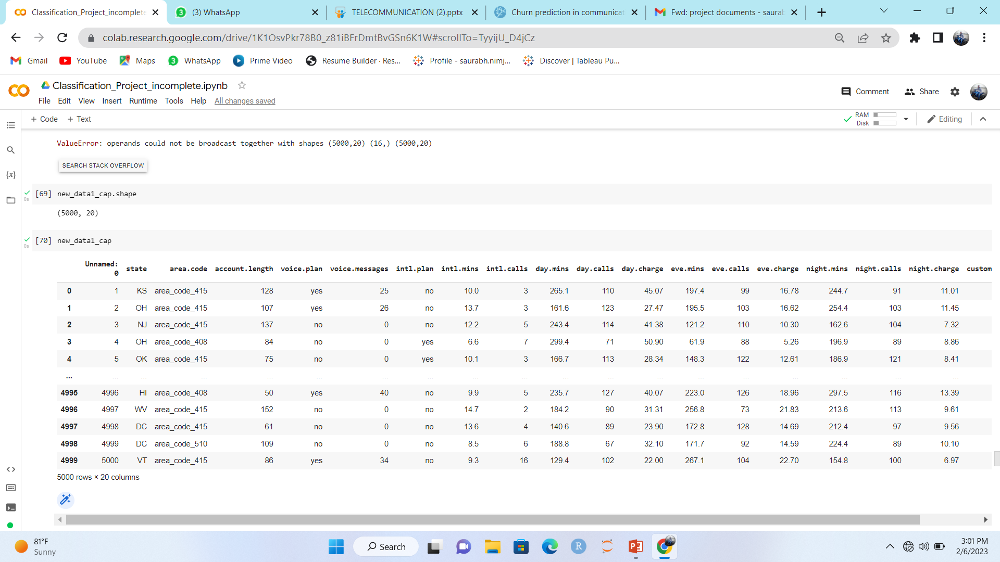 Classification_Project_incomplete
(3) WhatsApp
TELECOMMUNICATION (2).pptx
Churn prediction in communicat
Fwd: project documents - saurab
colab.research.google.com/drive/1K1OsvPkr78B0_z81iBFrDmtBvGSn6K1W#scrollTo=TyyijU_D4jCz
Gmail YouTube Maps 3 WhatsApp Prime Video Resume Builder · Res... Profile - saurabh.nimj... Discover | Tableau Pu...
Classification_Project_incomplete.ipynb
Comment Share
File Edit View Insert Runtime Tools Help All changes saved
+ Code + Text
RAM
Disk
Editing
ValueError: operands could not be broadcast together with shapes (5000,20) (16,) (5000,20)
SEARCH STACK OVERFLOW
{x}
[69] new_data1_cap.shape
0s
(5000, 20)
[70] new_data1_cap
0s
Unnamed: 0 state area.code account.length voice.plan voice.messages intl.plan intl.mins intl.calls day.mins day.calls day.charge eve.mins eve.calls eve.charge night.mins night.calls night.charge custom
0 1 KS area_code_415 128 yes 25 no 10.0 3 265.1 110 45.07 197.4 99 16.78 244.7 91 11.01
1 2 OH area_code_415 107 yes 26 no 13.7 3 161.6 123 27.47 195.5 103 16.62 254.4 103 11.45
2 3 NJ area_code_415 137 no 0 no 12.2 5 243.4 114 41.38 121.2 110 10.30 162.6 104 7.32
3 4 OH area_code_408 84 no 0 yes 6.6 7 299.4 71 50.90 61.9 88 5.26 196.9 89 8.86
4 5 OK area_code_415 75 no 0 yes 10.1 3 166.7 113 28.34 148.3 122 12.61 186.9 121 8.41
... ... ... ... ... ... ... ... ... ... ... ... ... ... ... ... ... ... ...
4995 4996 HI area_code_408 50 yes 40 no 9.9 5 235.7 127 40.07 223.0 126 18.96 297.5 116 13.39
4996 4997 WV area_code_415 152 no 0 no 14.7 2 184.2 90 31.31 256.8 73 21.83 213.6 113 9.61
4997 4998 DC area_code_415 61 no 0 no 13.6 4 140.6 89 23.90 172.8 128 14.69 212.4 97 9.56
4998 4999 DC area_code_510 109 no 0 no 8.5 6 188.8 67 32.10 171.7 92 14.59 224.4 89 10.10
4999 5000 VT area_code_415 86 yes 34 no 9.3 16 129.4 102 22.00 267.1 104 22.70 154.8 100 6.97
5000 rows × 20 columns
81°F
Sunny
Search
3:01 PM
2/6/2023